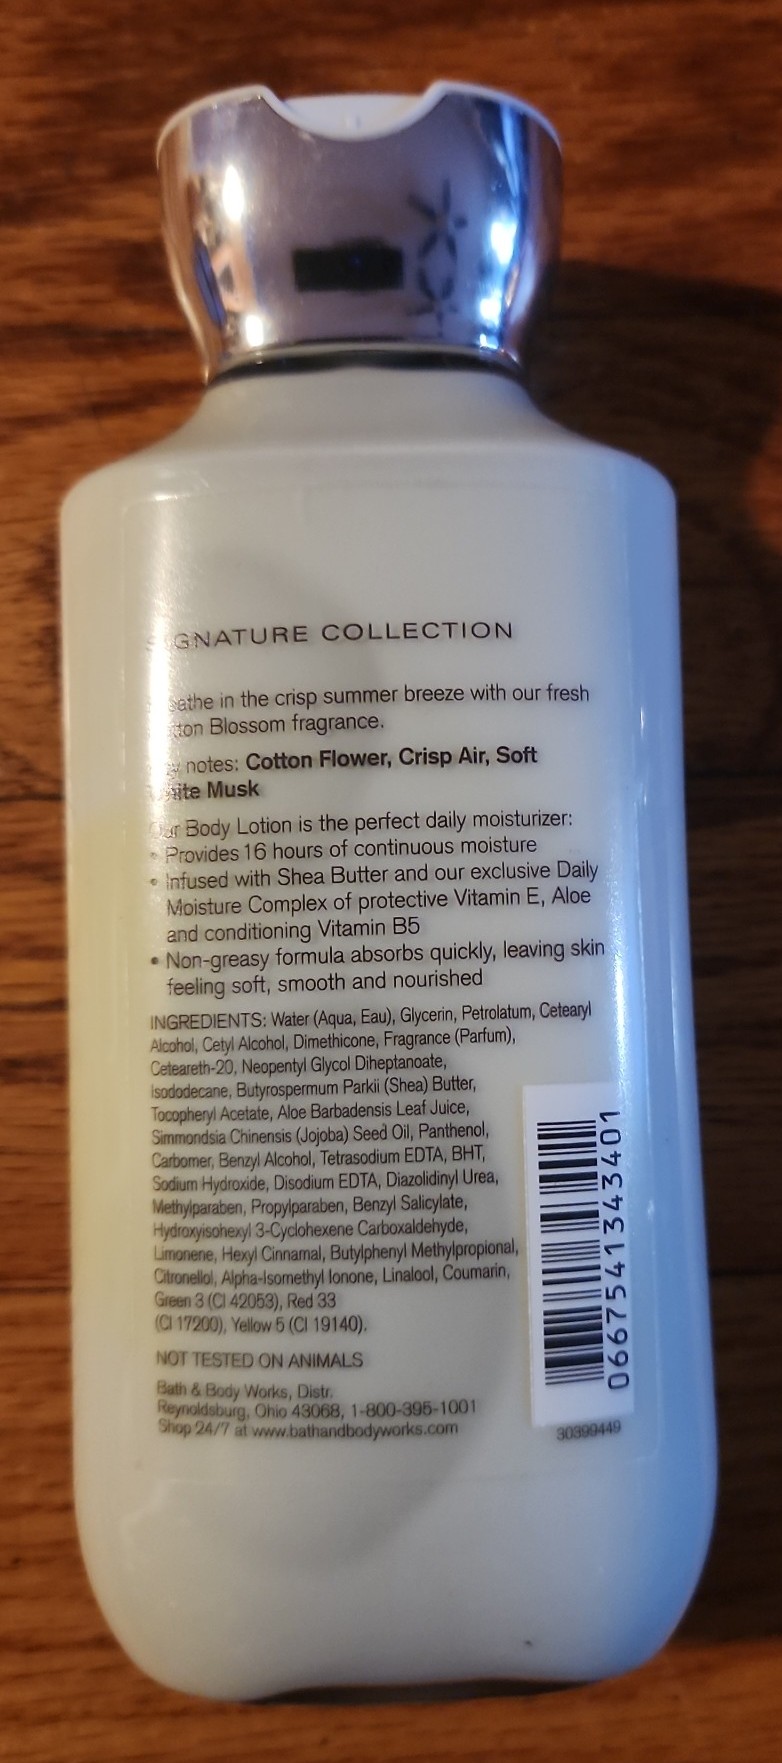 SIGNATURE COLLECTION
in the crisp summer breeze with our fresh
Blossom fragrance.
notes: Cotton Flower, Crisp Air, Soft
White Musk
Our Body Lotion is the perfect daily moisturizer:
• Provides 16 hours of continuous moisture
• Infused with Shea Butter and our exclusive Daily
Moisture Complex of protective Vitamin E, Aloe
and conditioning Vitamin B5
• Non-greasy formula absorbs quickly, leaving skin
feeling soft, smooth and nourished
INGREDIENTS: Water (Aqua, Eau), Glycerin, Petrolatum, Cetearyl
Alcohol, Cetyl Alcohol, Dimethicone, Fragrance (Parfum),
Ceteareth-20, Neopentyl Glycol Diheptanoate,
Isododecane, Butyrospermum Parkii (Shea) Butter,
Tocopheryl Acetate, Aloe Barbadensis Leaf Juice,
Simmondsia Chinensis (Jojoba) Seed Oil, Panthenol,
Carbomer, Benzyl Alcohol, Tetrasodium EDTA, BHT,
Sodium Hydroxide, Disodium EDTA, Diazolidinyl Urea,
Methylparaben, Propylparaben, Benzyl Salicylate,
Hydroxyisohexyl 3-Cyclohexene Carboxaldehyde,
Limonene, Hexyl Cinnamal, Butylphenyl Methylpropional,
Citronellol, Alpha-Isomethyl Ionone, Linalool, Coumarin,
Green 3 (CI 42053), Red 33
(CI 17200), Yellow 5 (CI 19140).
NOT TESTED ON ANIMALS
Bath & Body Works, Distr.
Reynoldsburg, Ohio 43068, 1-800-395-1001
Shop 24/7 at www.bathandbodyworks.com
0667541343401
30399449